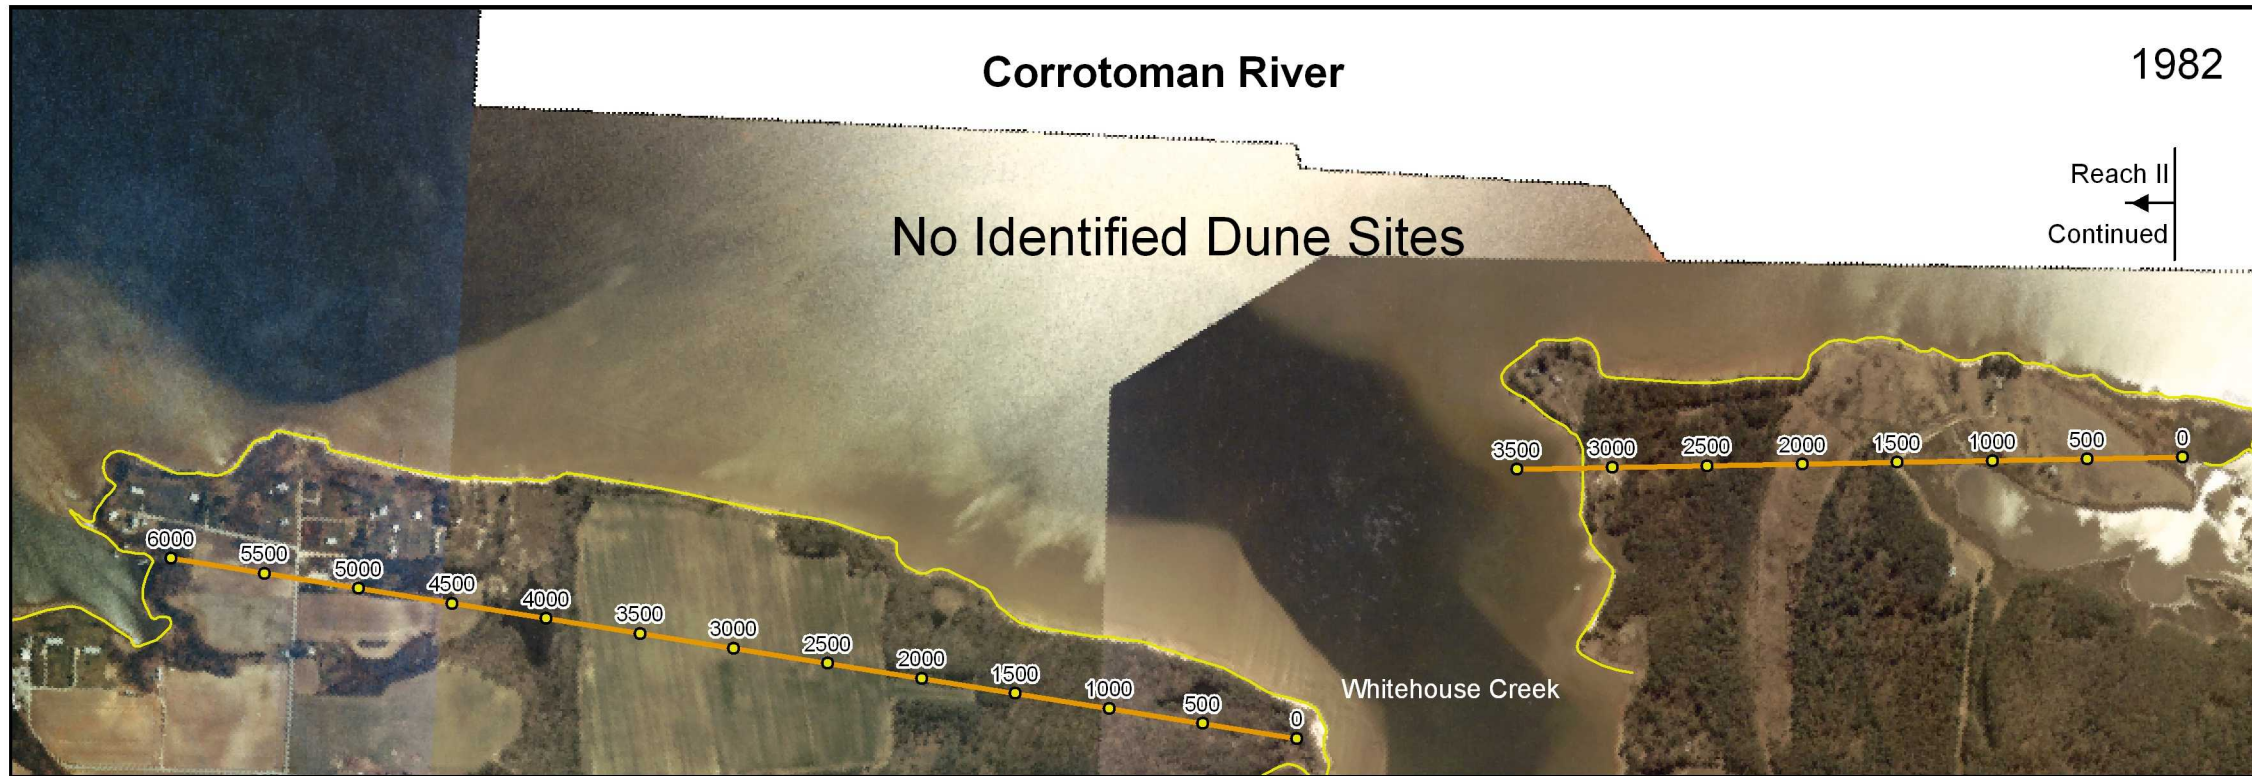 Corrotoman River
1982
Reach II
Continued
No Identified Dune Sites
3500 3000 2500 2000 1500 1000 500 0
6000 5500 5000 4500 4000 3500 3000 2500 2000 1500 1000 500 0
Whitehouse Creek